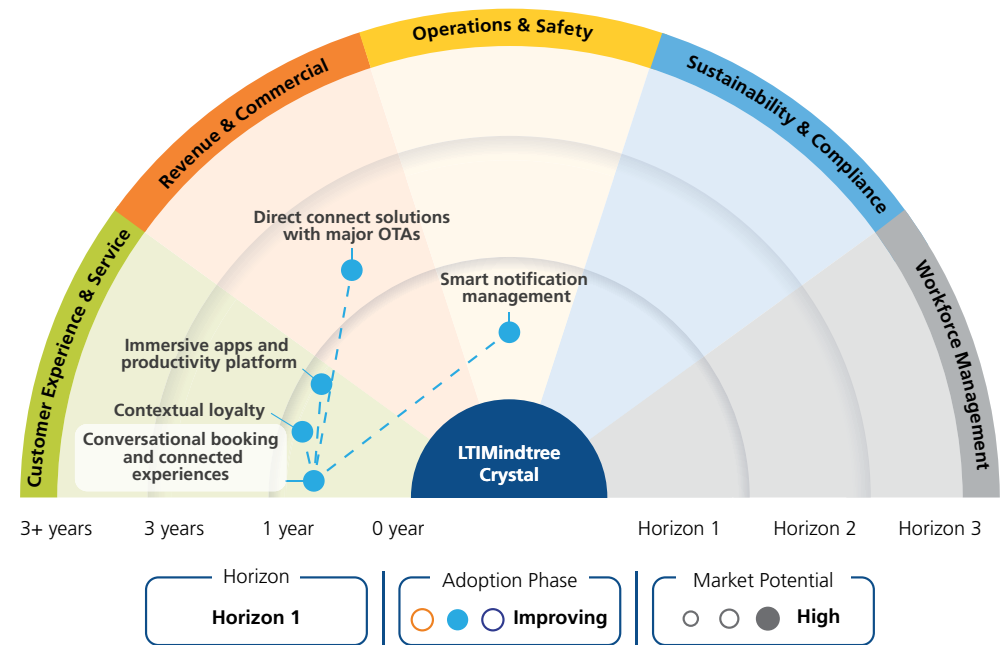 Operations & Safety
Revenue & Commercial
Sustainability & Compliance
Customer Experience & Service
Workforce Management
Direct connect solutions
with major OTAs
Smart notification
management
Immersive apps and
productivity platform
Contextual loyalty
Conversational booking
and connected
experiences
LTIMindtree
Crystal
3+ years
3 years
1 year
0 year
Horizon 1
Horizon 2
Horizon 3
Horizon
Horizon 1
Adoption Phase
Improving
Market Potential
High